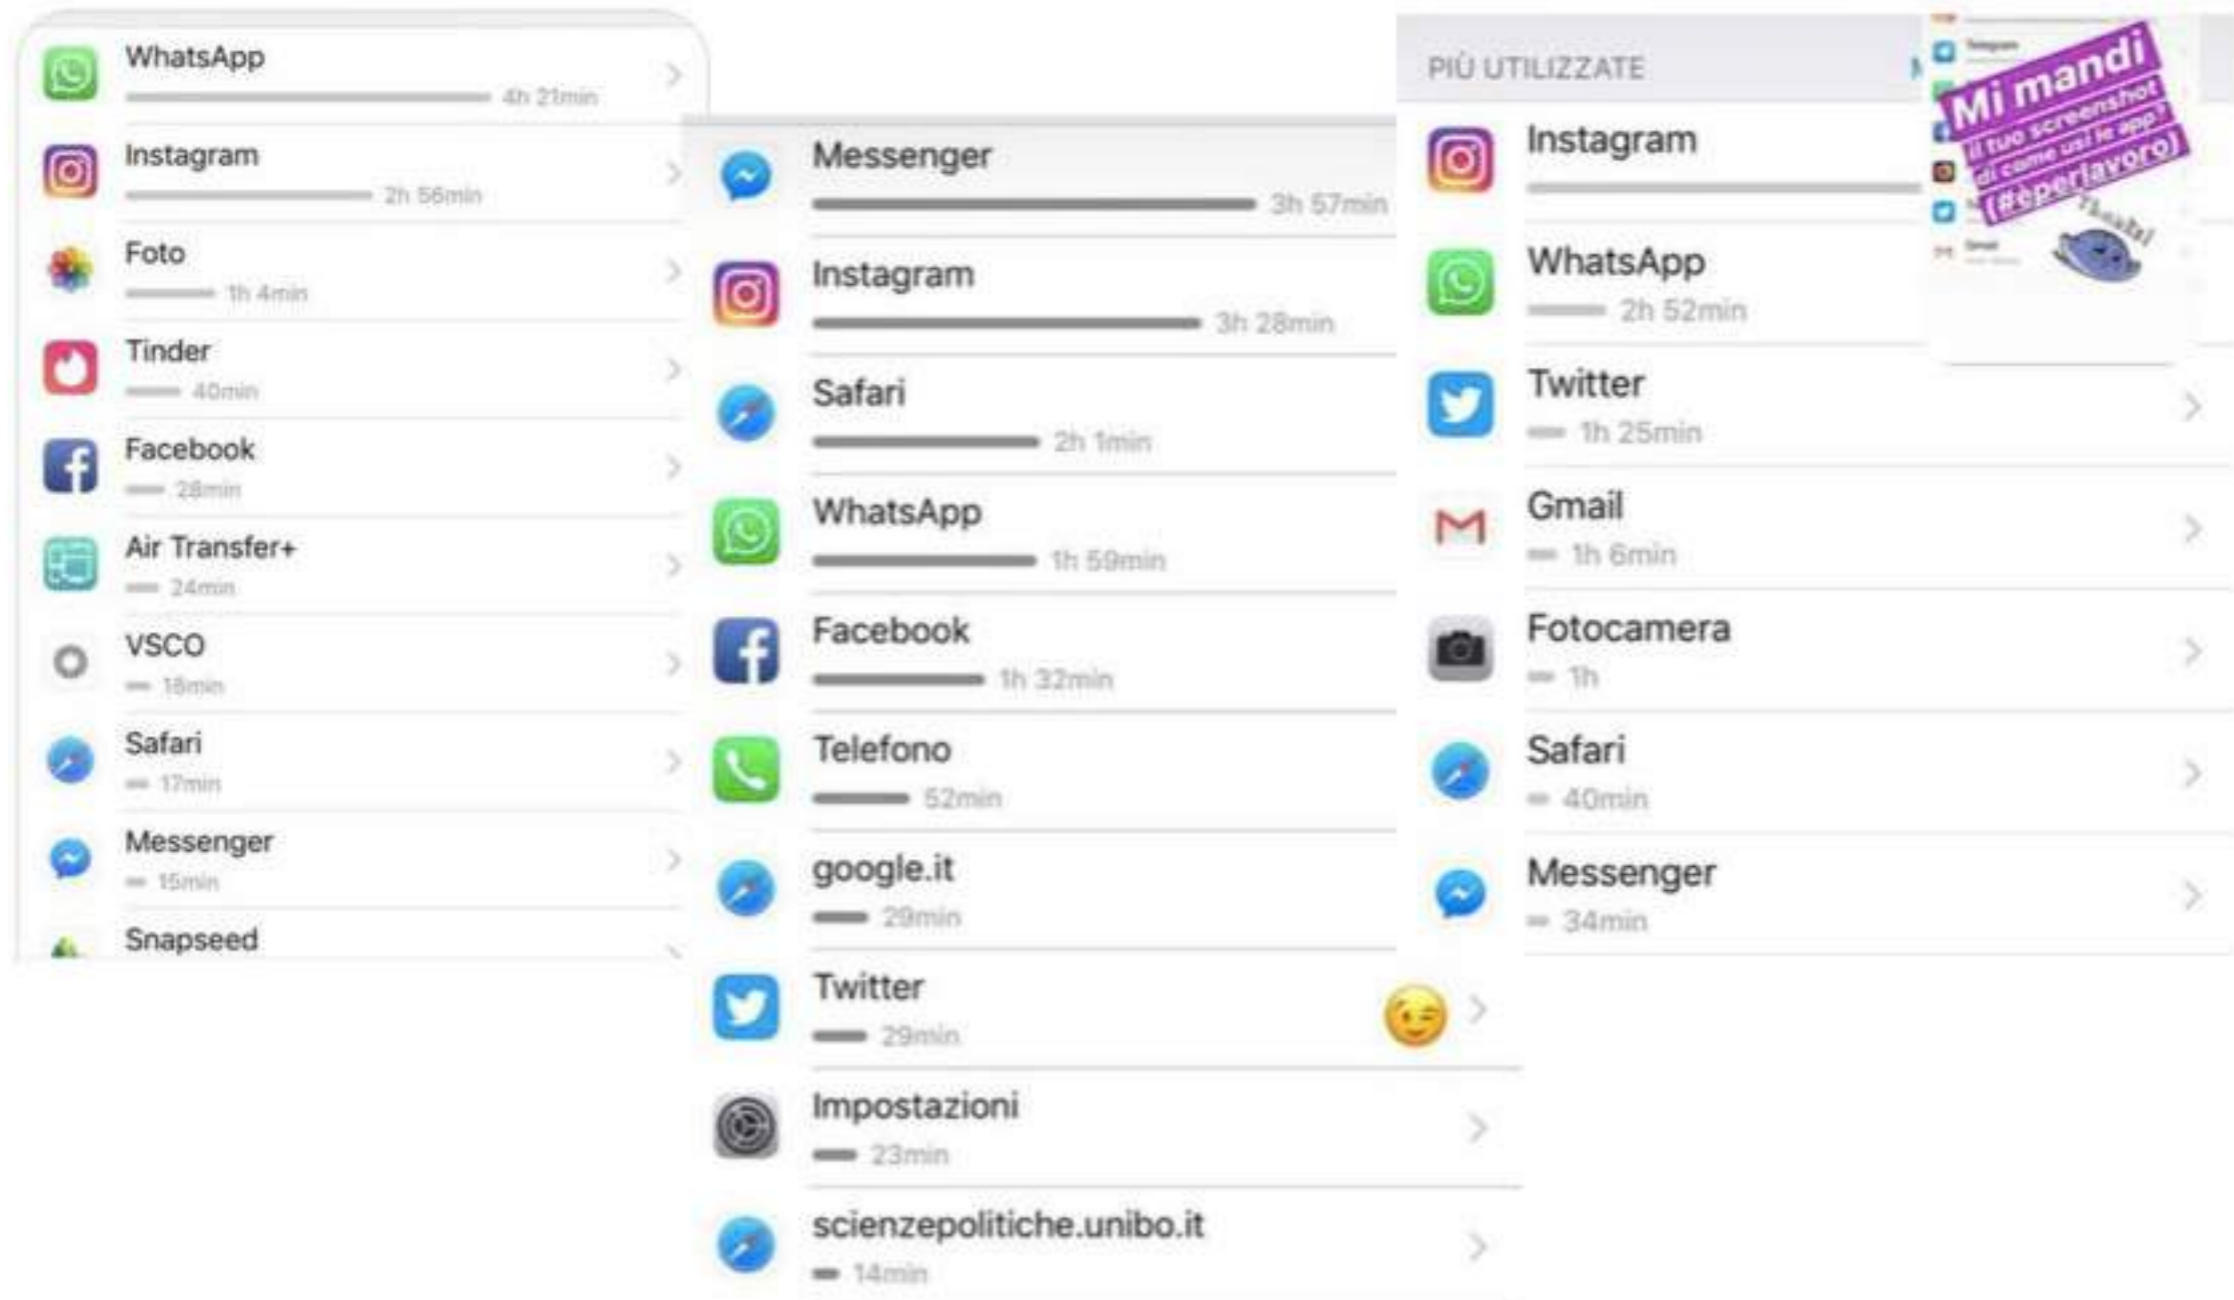 WhatsApp
4h 21min
Instagram
2h 56min
Foto
1h 4min
Tinder
40min
Facebook
28min
Air Transfer+
24min
VSCO
18min
Safari
17min
Messenger
15min
Snapseed
Messenger
3h 57min
Instagram
3h 28min
Safari
2h 1min
WhatsApp
1h 59min
Facebook
1h 32min
Telefono
52min
google.it
29min
Twitter
29min
Impostazioni
23min
scienzepolitiche.unibo.it
14min
PIÙ UTILIZZATE
Instagram
WhatsApp
2h 52min
Twitter
1h 25min
Gmail
1h 6min
Fotocamera
1h
Safari
40min
Messenger
34min
Telegram
Mi mandi
il tuo screenshot
di come usi le app?
(#èperlavoro)
Thanks!
Gmail